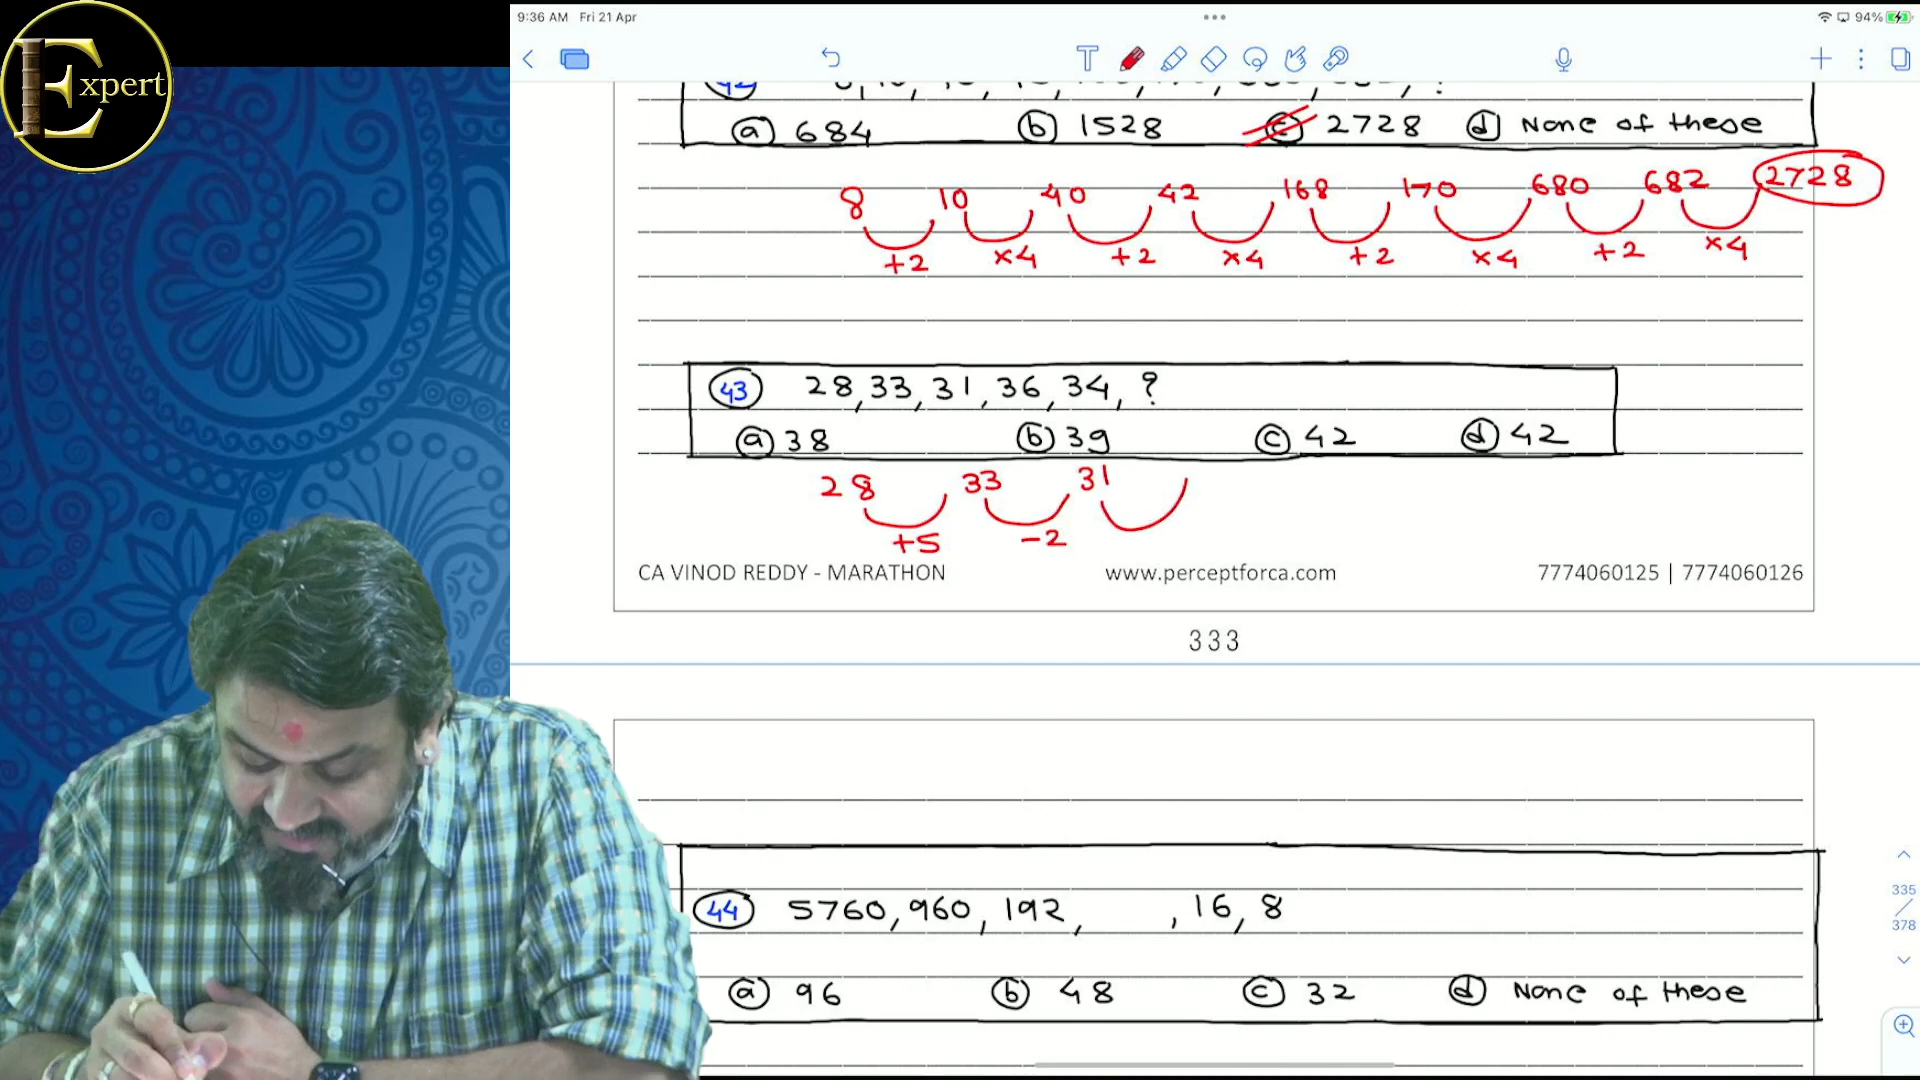 Expert
9:36 AM Fri 21 Apr
94%
(a) 684 (b) 1528 (c) 2728 (d) None of these
8 10 40 42 168 170 680 682 2728
+2 ×4 +2 ×4 +2 ×4 +2 ×4
43 28, 33, 31, 36, 34, ?
(a) 38 (b) 39 (c) 42 (d) 42
28 33 31
+5 -2
CA VINOD REDDY - MARATHON www.perceptforca.com 7774060125 | 7774060126
333
44 5760, 960, 192, , 16, 8
(a) 96 (b) 48 (c) 32 (d) None of these
335
378